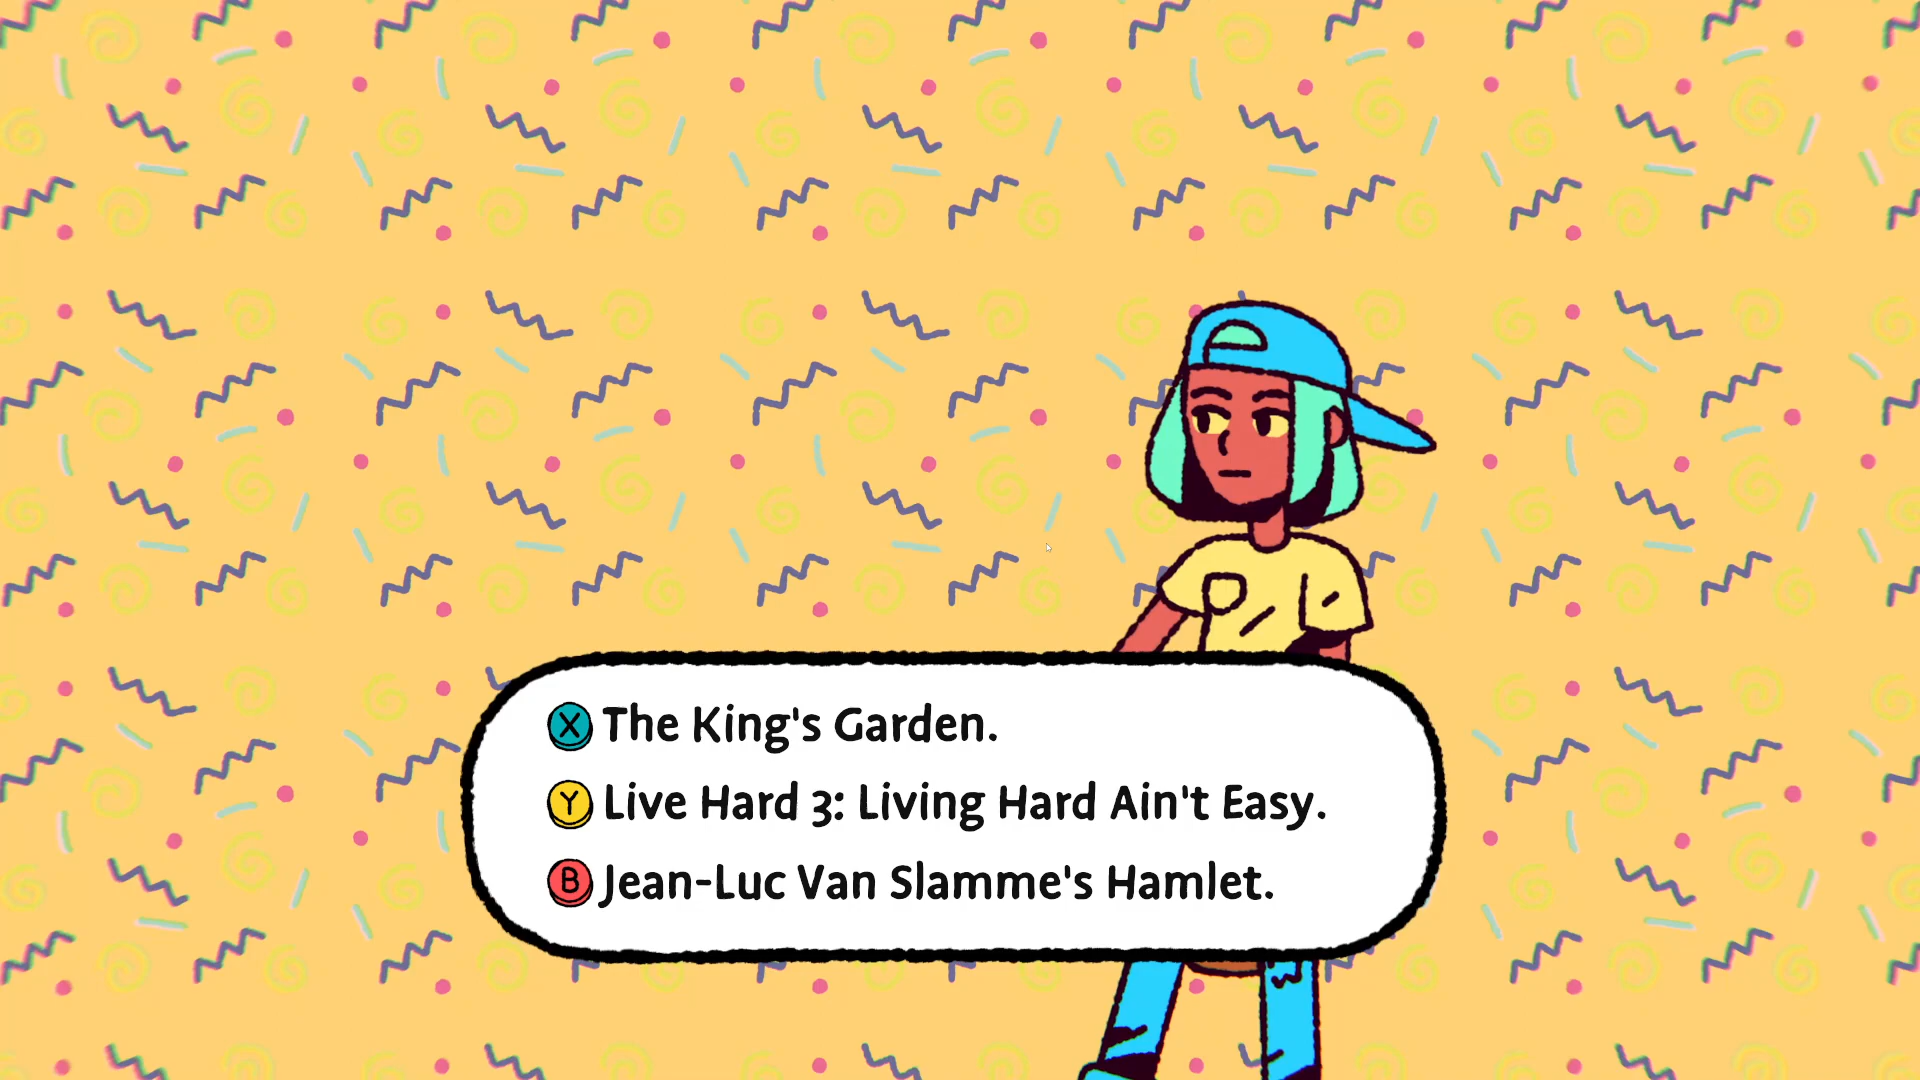 X The King's Garden.
Y Live Hard 3: Living Hard Ain't Easy.
B Jean-Luc Van Slamme's Hamlet.